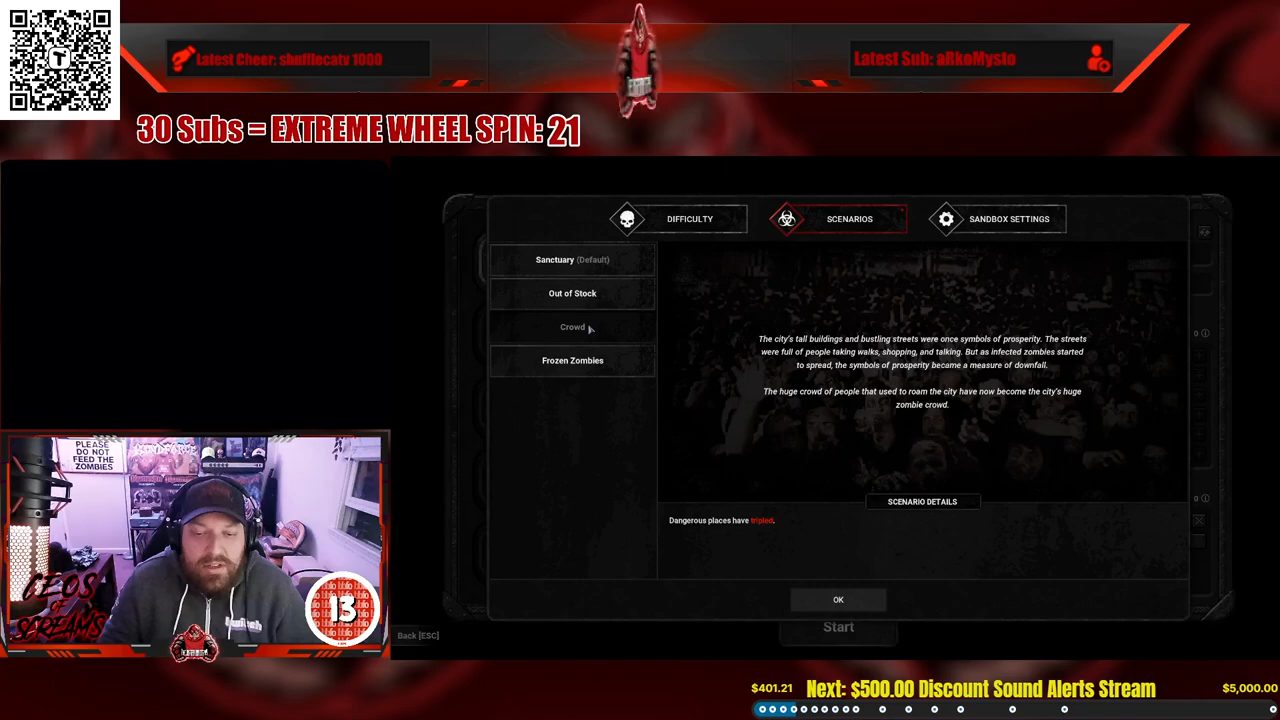 Latest Cheer: shufflecatv 1000
Latest Sub: aRkoMysto
30 Subs = EXTREME WHEEL SPIN: 21
DIFFICULTY
SCENARIOS
SANDBOX SETTINGS
Sanctuary (Default)
Out of Stock
Crowd
Frozen Zombies
The city's tall buildings and bustling streets were once symbols of prosperity. The streets
were full of people taking walks, shopping, and talking. But as infected zombies started
to spread, the symbols of prosperity became a measure of downfall.
The huge crowd of people that used to roam the city have now become the city's huge
zombie crowd.
SCENARIO DETAILS
Dangerous places have tripled.
OK
Start
Back [ESC]
0
0
PLEASE
DO NOT
FEED THE
ZOMBIES
CEOS
OF
SCREAMS
13
$401.21
Next: $500.00 Discount Sound Alerts Stream
$5,000.00